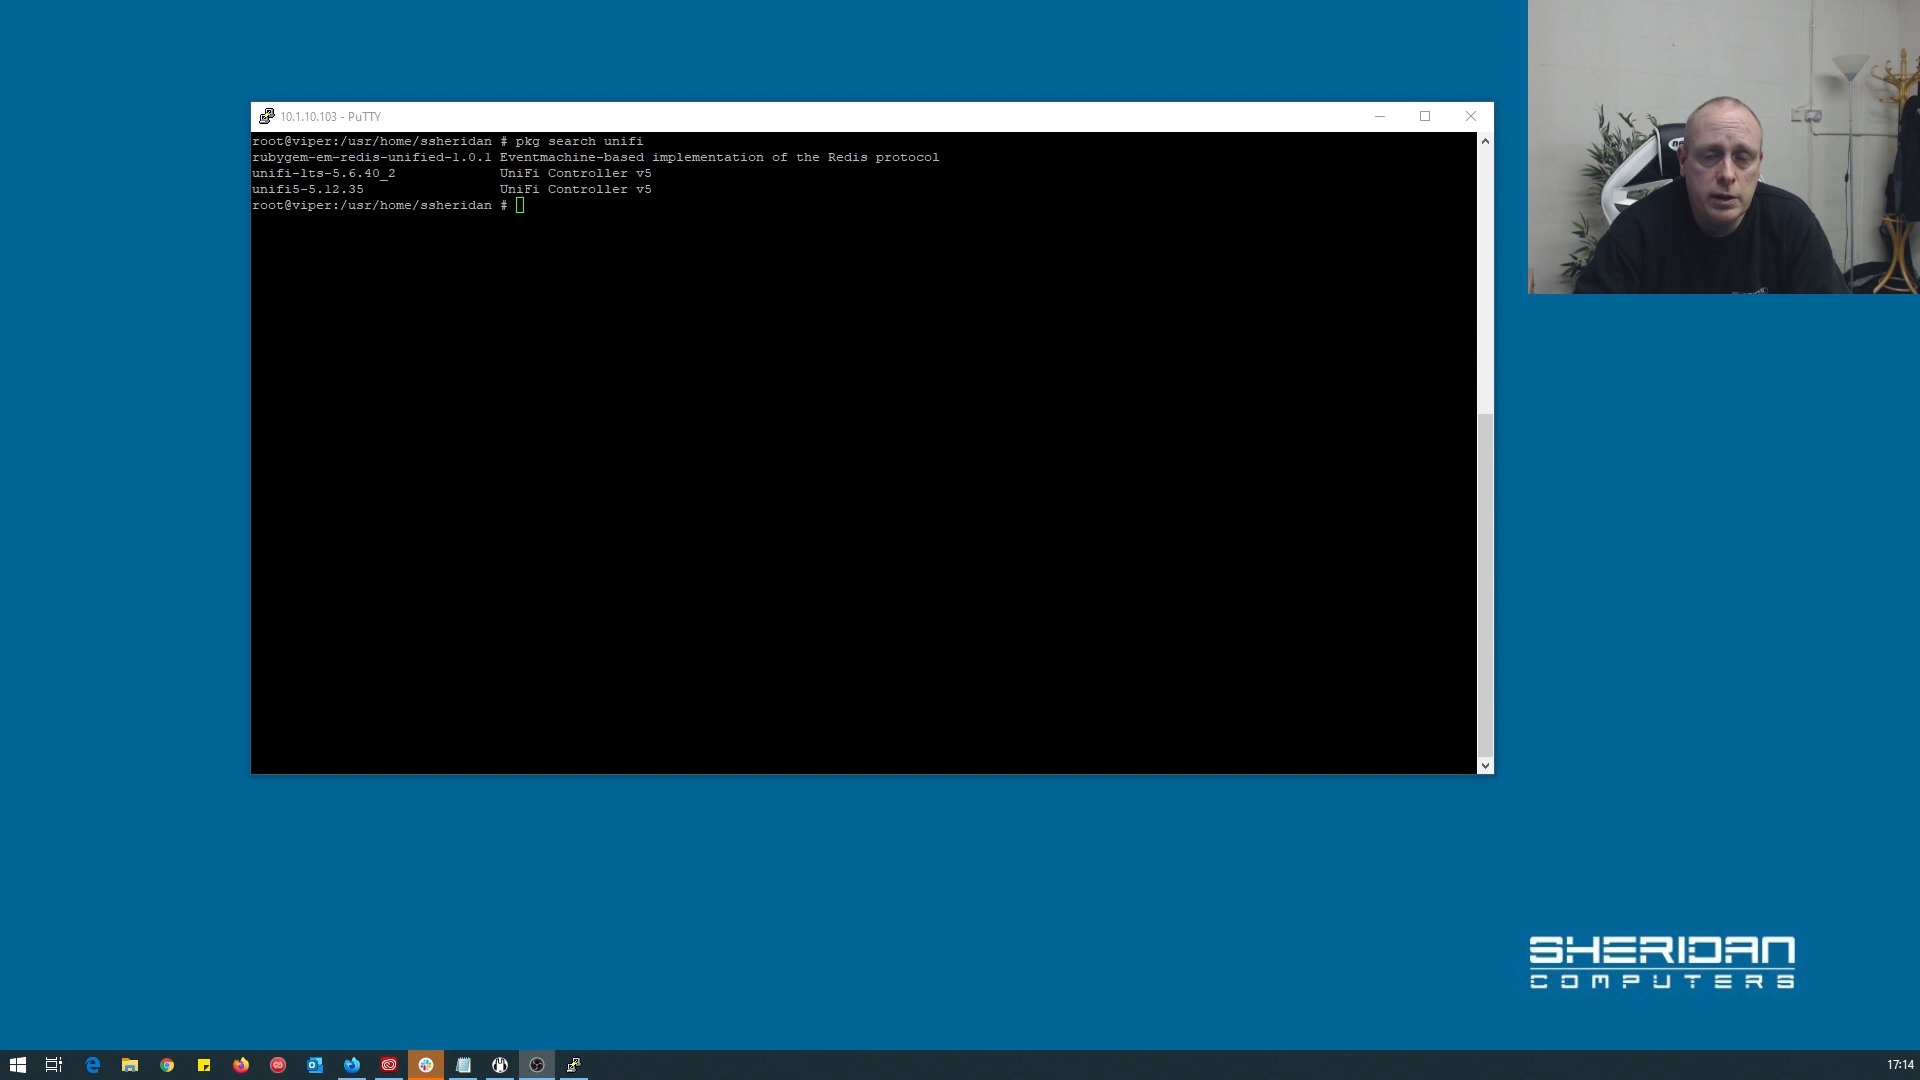 10.1.10.103 - PuTTY
root@viper:/usr/home/ssheridan # pkg search unifi
rubygem-em-redis-unified-1.0.1 Eventmachine-based implementation of the Redis protocol
unifi-lts-5.6.40_2 UniFi Controller v5
unifi5-5.12.35 UniFi Controller v5
root@viper:/usr/home/ssheridan #
SHERIDAN
COMPUTERS
17:14